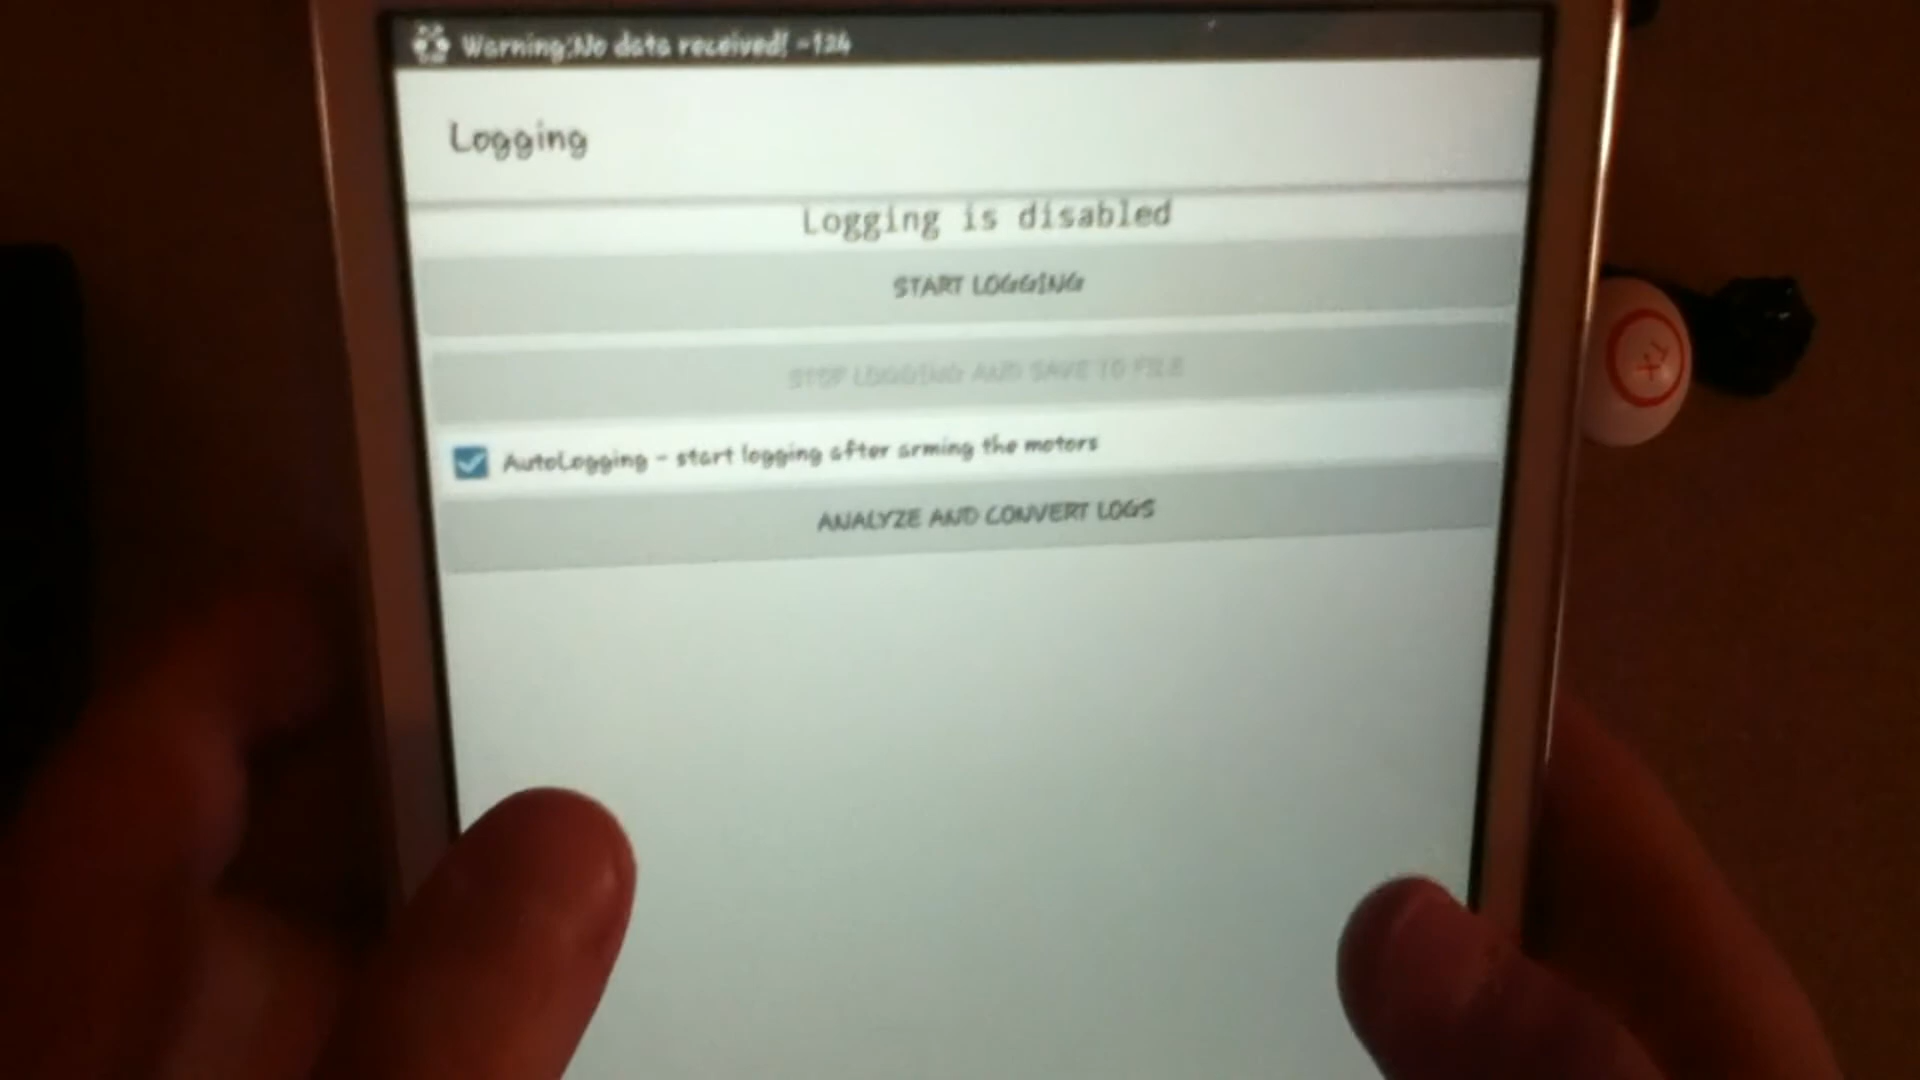 Warning:No data received! -124
Logging
Logging is disabled
START LOGGING
STOP LOGGING AND SAVE TO FILE
AutoLogging - start logging after arming the motors
ANALYZE AND CONVERT LOGS